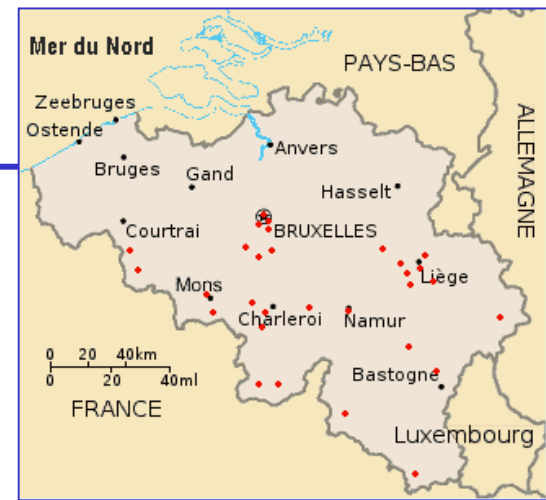 Mer du Nord
PAYS-BAS
Zeebruges
Ostende
ALLEMAGNE
Anvers
Bruges
Gand
Hasselt
Courtrai
BRUXELLES
Liège
Mons
Charleroi
Namur
0 20 40km
0 20 40ml
Bastogne
FRANCE
Luxembourg